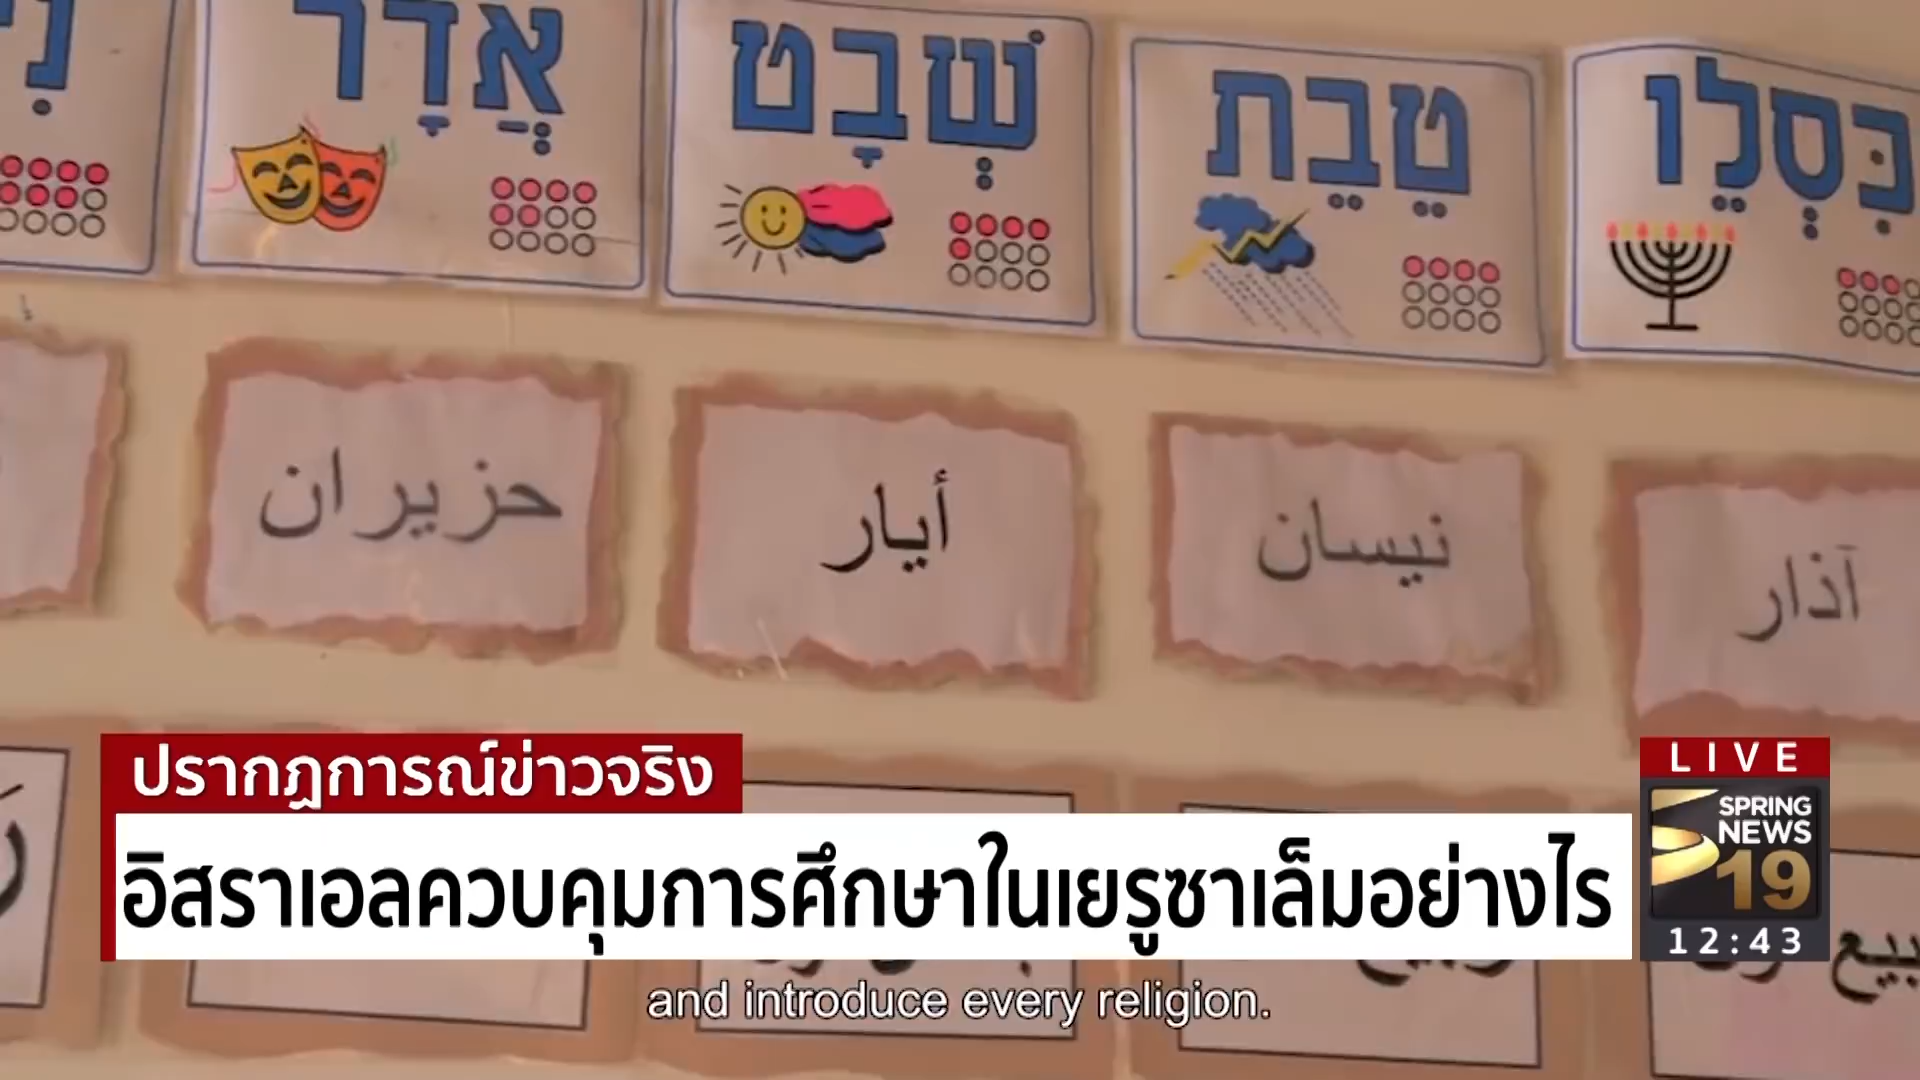 אֲדָר
שְׁבָט
טֵבֵת
כִּסְלֵו
حزيران
أيار
نيسان
آذار
ปรากฏการณ์ข่าวจริง
อิสราเอลควบคุมการศึกษาในเยรูซาเล็มอย่างไร
LIVE
SPRING
NEWS
19
12:43
and introduce every religion.